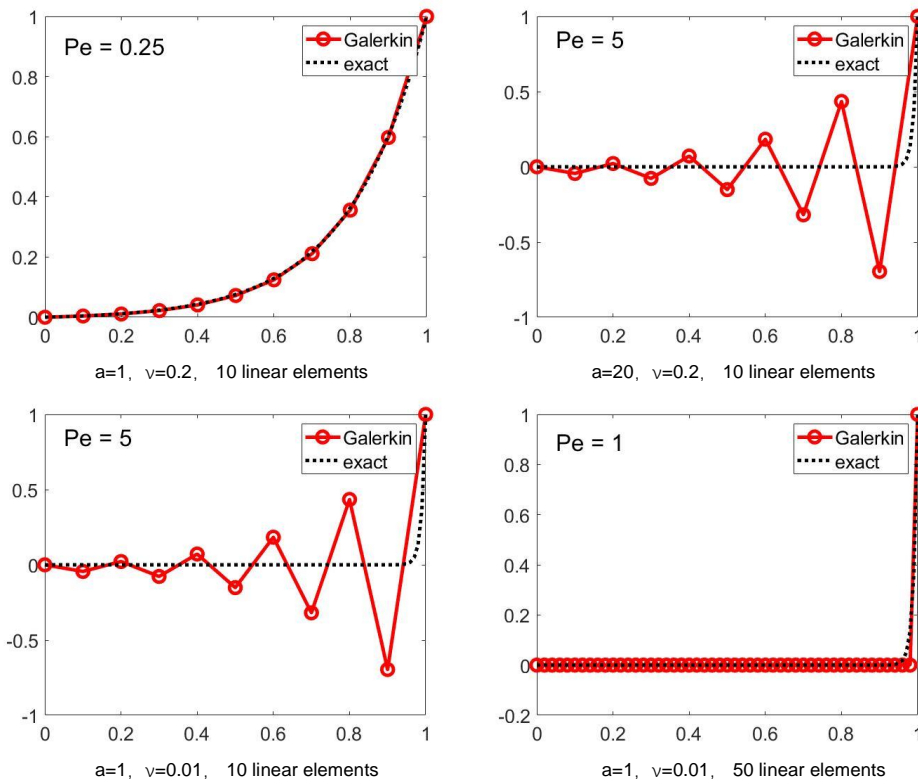 Pe = 0.25
Galerkin
exact
1
0.8
0.6
0.4
0.2
0
0 0.2 0.4 0.6 0.8 1
a=1, ν=0.2, 10 linear elements
Pe = 5
Galerkin
exact
1
0.5
0
-0.5
-1
0 0.2 0.4 0.6 0.8 1
a=20, ν=0.2, 10 linear elements
Pe = 5
Galerkin
exact
1
0.5
0
-0.5
-1
0 0.2 0.4 0.6 0.8 1
a=1, ν=0.01, 10 linear elements
Pe = 1
Galerkin
exact
1
0.8
0.6
0.4
0.2
0
-0.2
0 0.2 0.4 0.6 0.8 1
a=1, ν=0.01, 50 linear elements